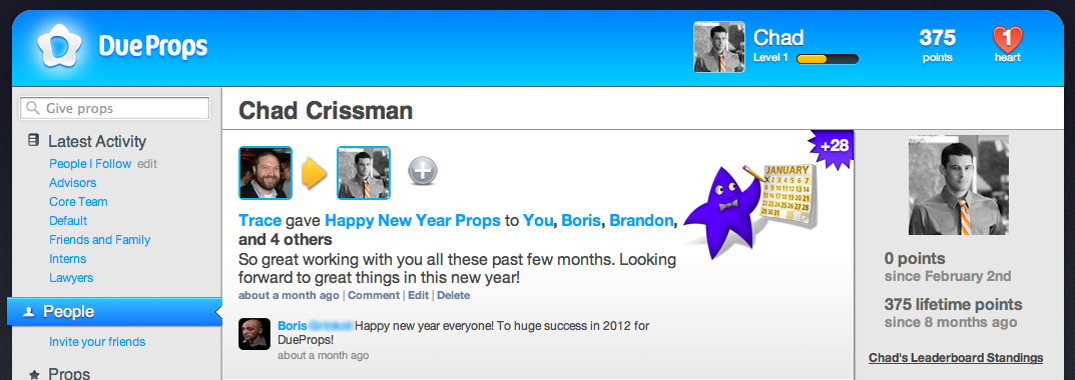 DueProps
Chad
Level 1
375
points
1
heart
Give props
Chad Crissman
Latest Activity
People I Follow edit
Advisors
Core Team
Default
Friends and Family
Interns
Lawyers
People
Invite your friends
Props
+28
JANUARY
Trace gave Happy New Year Props to You, Boris, Brandon,
and 4 others
So great working with you all these past few months. Looking
forward to great things in this new year!
about a month ago | Comment | Edit | Delete
Boris Happy new year everyone! To huge success in 2012 for
DueProps!
about a month ago
0 points
since February 2nd
375 lifetime points
since 8 months ago
Chad's Leaderboard Standings